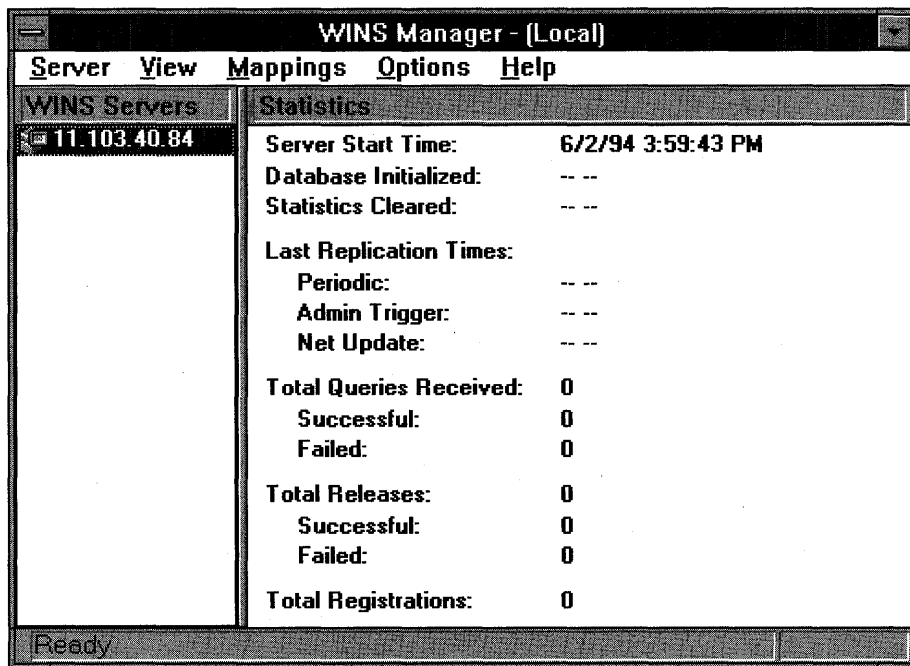 WINS Manager - (Local)
Server View Mappings Options Help
WINS Servers
11.103.40.84
Statistics
Server Start Time: 6/2/94 3:59:43 PM
Database Initialized: -- --
Statistics Cleared: -- --
Last Replication Times:
Periodic: -- --
Admin Trigger: -- --
Net Update: -- --
Total Queries Received: 0
Successful: 0
Failed: 0
Total Releases: 0
Successful: 0
Failed: 0
Total Registrations: 0
Ready